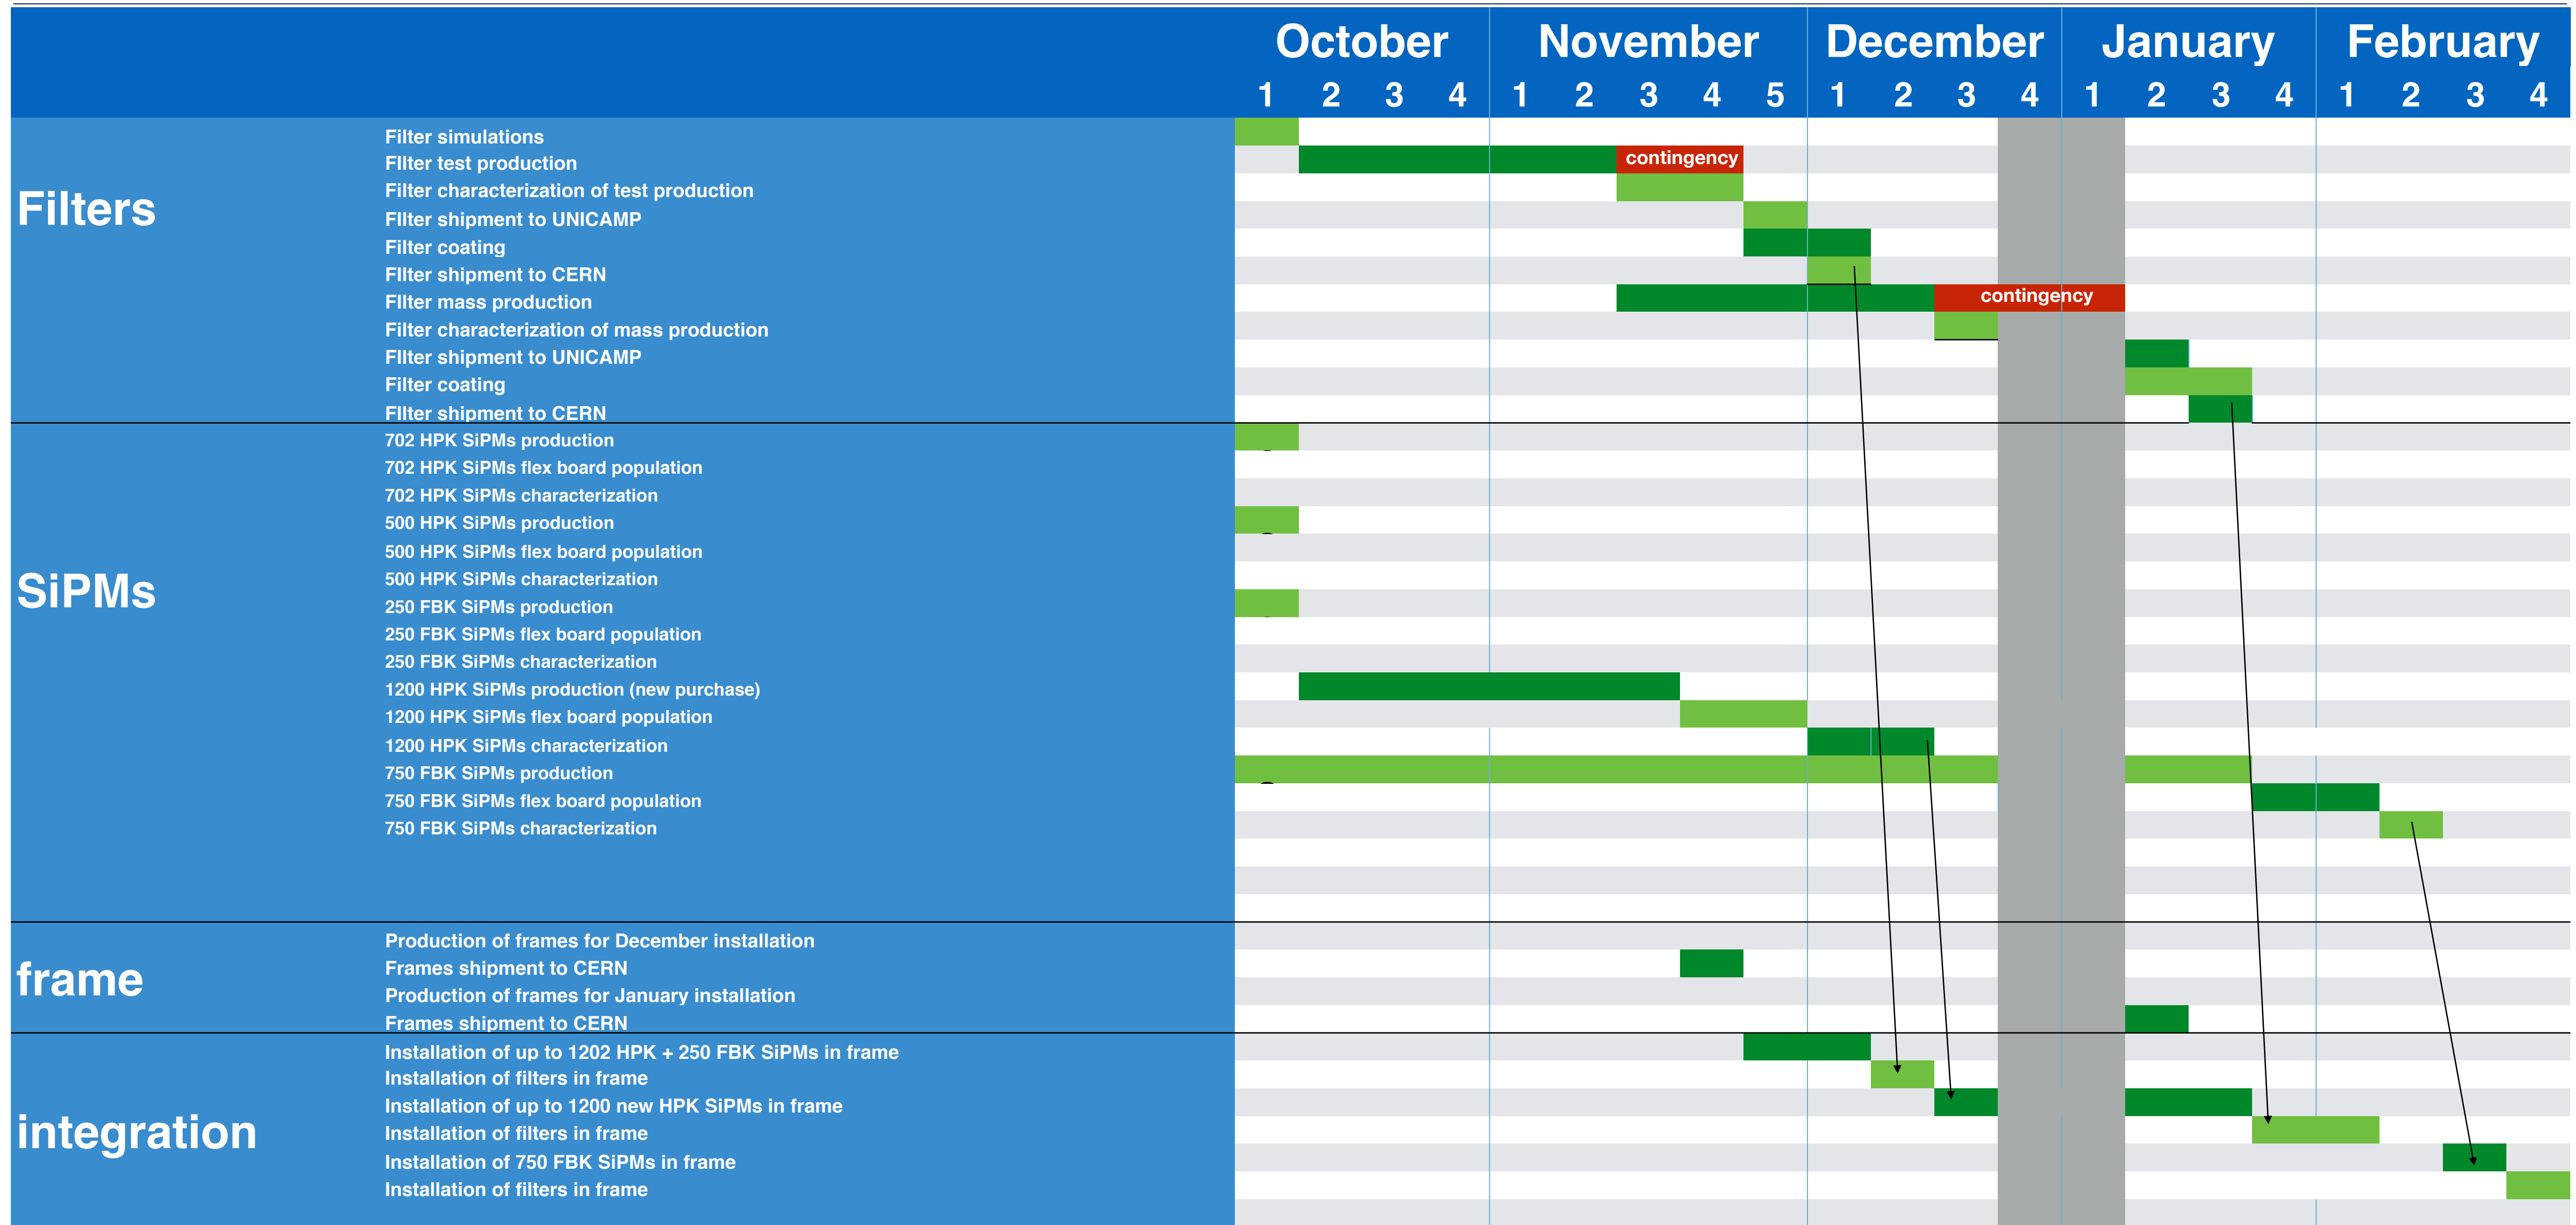 October November December January February
1 2 3 4 1 2 3 4 5 1 2 3 4 1 2 3 4 1 2 3 4
Filters
Filter simulations
FIlter test production
contingency
Filter characterization of test production
FIlter shipment to UNICAMP
Filter coating
FIlter shipment to CERN
FIlter mass production
contingency
Filter characterization of mass production
FIlter shipment to UNICAMP
Filter coating
FIlter shipment to CERN
SiPMs
702 HPK SiPMs production
702 HPK SiPMs flex board population
702 HPK SiPMs characterization
500 HPK SiPMs production
500 HPK SiPMs flex board population
500 HPK SiPMs characterization
250 FBK SiPMs production
250 FBK SiPMs flex board population
250 FBK SiPMs characterization
1200 HPK SiPMs production (new purchase)
1200 HPK SiPMs flex board population
1200 HPK SiPMs characterization
750 FBK SiPMs production
750 FBK SiPMs flex board population
750 FBK SiPMs characterization
frame
Production of frames for December installation
Frames shipment to CERN
Production of frames for January installation
Frames shipment to CERN
integration
Installation of up to 1202 HPK + 250 FBK SiPMs in frame
Installation of filters in frame
Installation of up to 1200 new HPK SiPMs in frame
Installation of filters in frame
Installation of 750 FBK SiPMs in frame
Installation of filters in frame